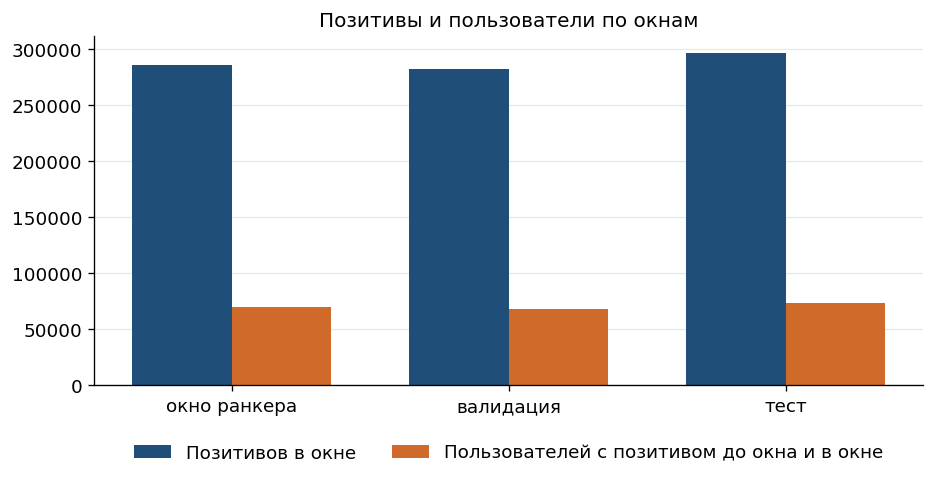 Позитивы и пользователи по окнам
300000
250000
200000
150000
100000
50000
0
окно ранкера валидация тест
Позитивов в окне Пользователей с позитивом до окна и в окне